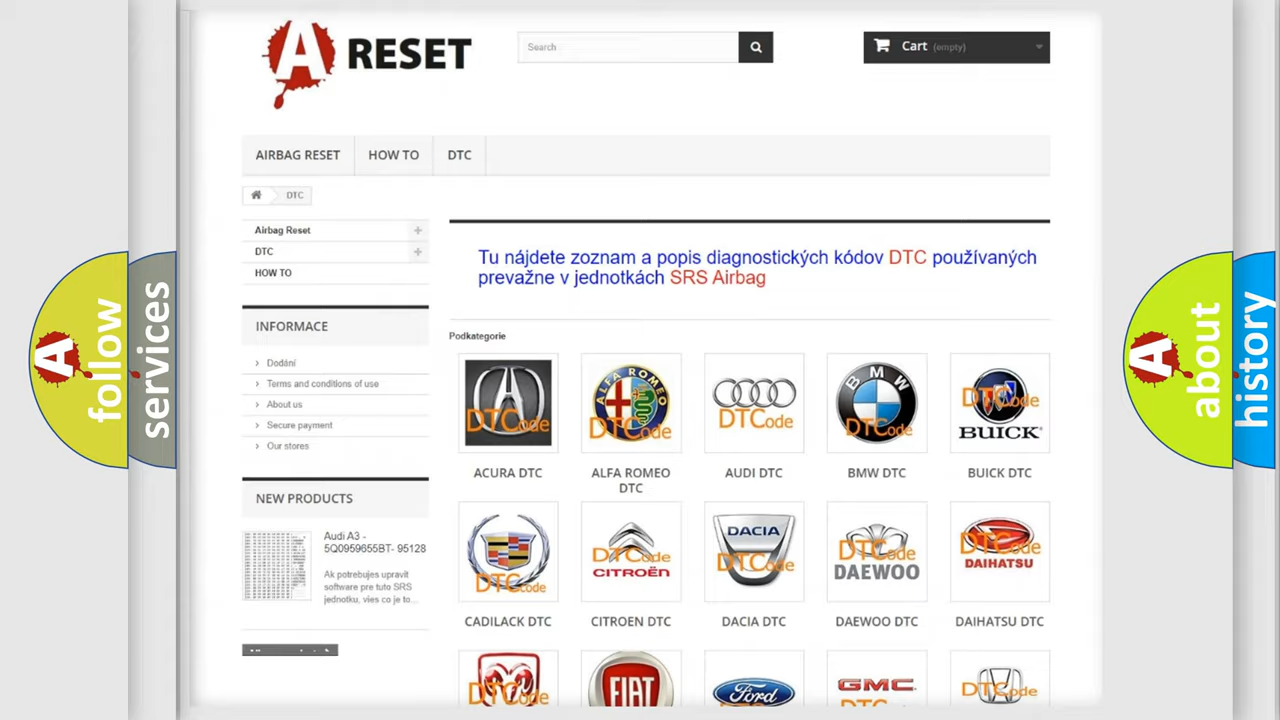 A RESET
Search
Cart (empty)
AIRBAG RESET
HOW TO
DTC
DTC
Airbag Reset
DTC
HOW TO
INFORMACE
Dodání
Terms and conditions of use
About us
Secure payment
Our stores
NEW PRODUCTS
Audi A3 -
5Q0959655BT- 95128
Ak potrebujes upravit
software pre tuto SRS
jednotku, vies co je to...
Tu nájdete zoznam a popis diagnostických kódov DTC používaných
prevažne v jednotkách SRS Airbag
Podkategorie
DTCode
ALFA ROMEO
DTCode
DTCode
BMW
DTCode
DTCode
BUICK
ACURA DTC
ALFA ROMEO
DTC
AUDI DTC
BMW DTC
BUICK DTC
DTCode
DTCode
CITROËN
DACIA
DTCode
DTCode
DAEWOO
DTCode
DAIHATSU
CADILACK DTC
CITROEN DTC
DACIA DTC
DAEWOO DTC
DAIHATSU DTC
DTCode
FIAT
Ford
GMC
DTCode
A follow
services
A about
history